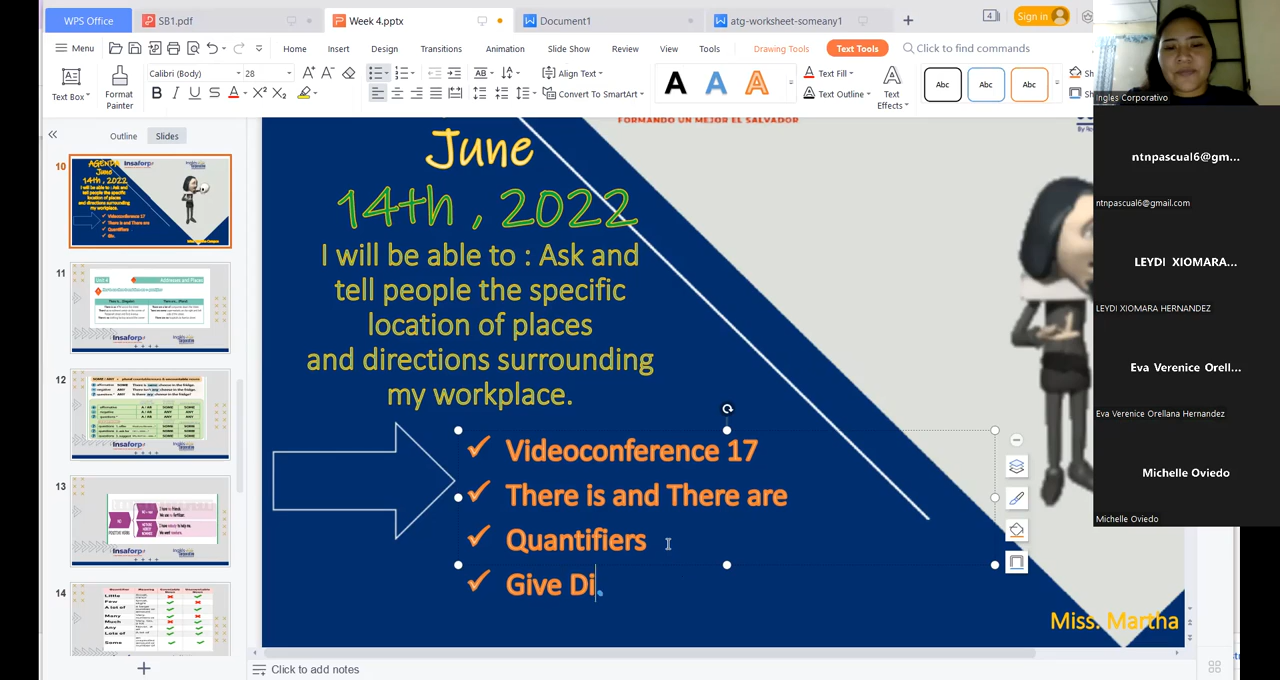 WPS Office
SB1.pdf
Week 4.pptx
Document1
atg-worksheet-someany1
4
Sign in
Menu
Home
Insert
Design
Transitions
Animation
Slide Show
Review
View
Tools
Drawing Tools
Text Tools
Click to find commands
Text Box
Format Painter
Calibri (Body)
28
Align Text
Convert To SmartArt
Text Fill
Text Outline
Text Effects
Abc
Abc
Abc
Sh
Sh
Ingles Corporativo
Outline
Slides
10
11
12
13
14
FORMANDO UN MEJOR EL SALVADOR
June
14th , 2022
I will be able to : Ask and
tell people the specific
location of places
and directions surrounding
my workplace.
✓ Videoconference 17
✓ There is and There are
✓ Quantifiers
✓ Give Di
Miss. Martha
ntnpascual6@gm...
ntnpascual6@gmail.com
LEYDI XIOMARA...
LEYDI XIOMARA HERNANDEZ
Eva Verenice Orell...
Eva Verenice Orellana Hernandez
Michelle Oviedo
Michelle Oviedo
Click to add notes